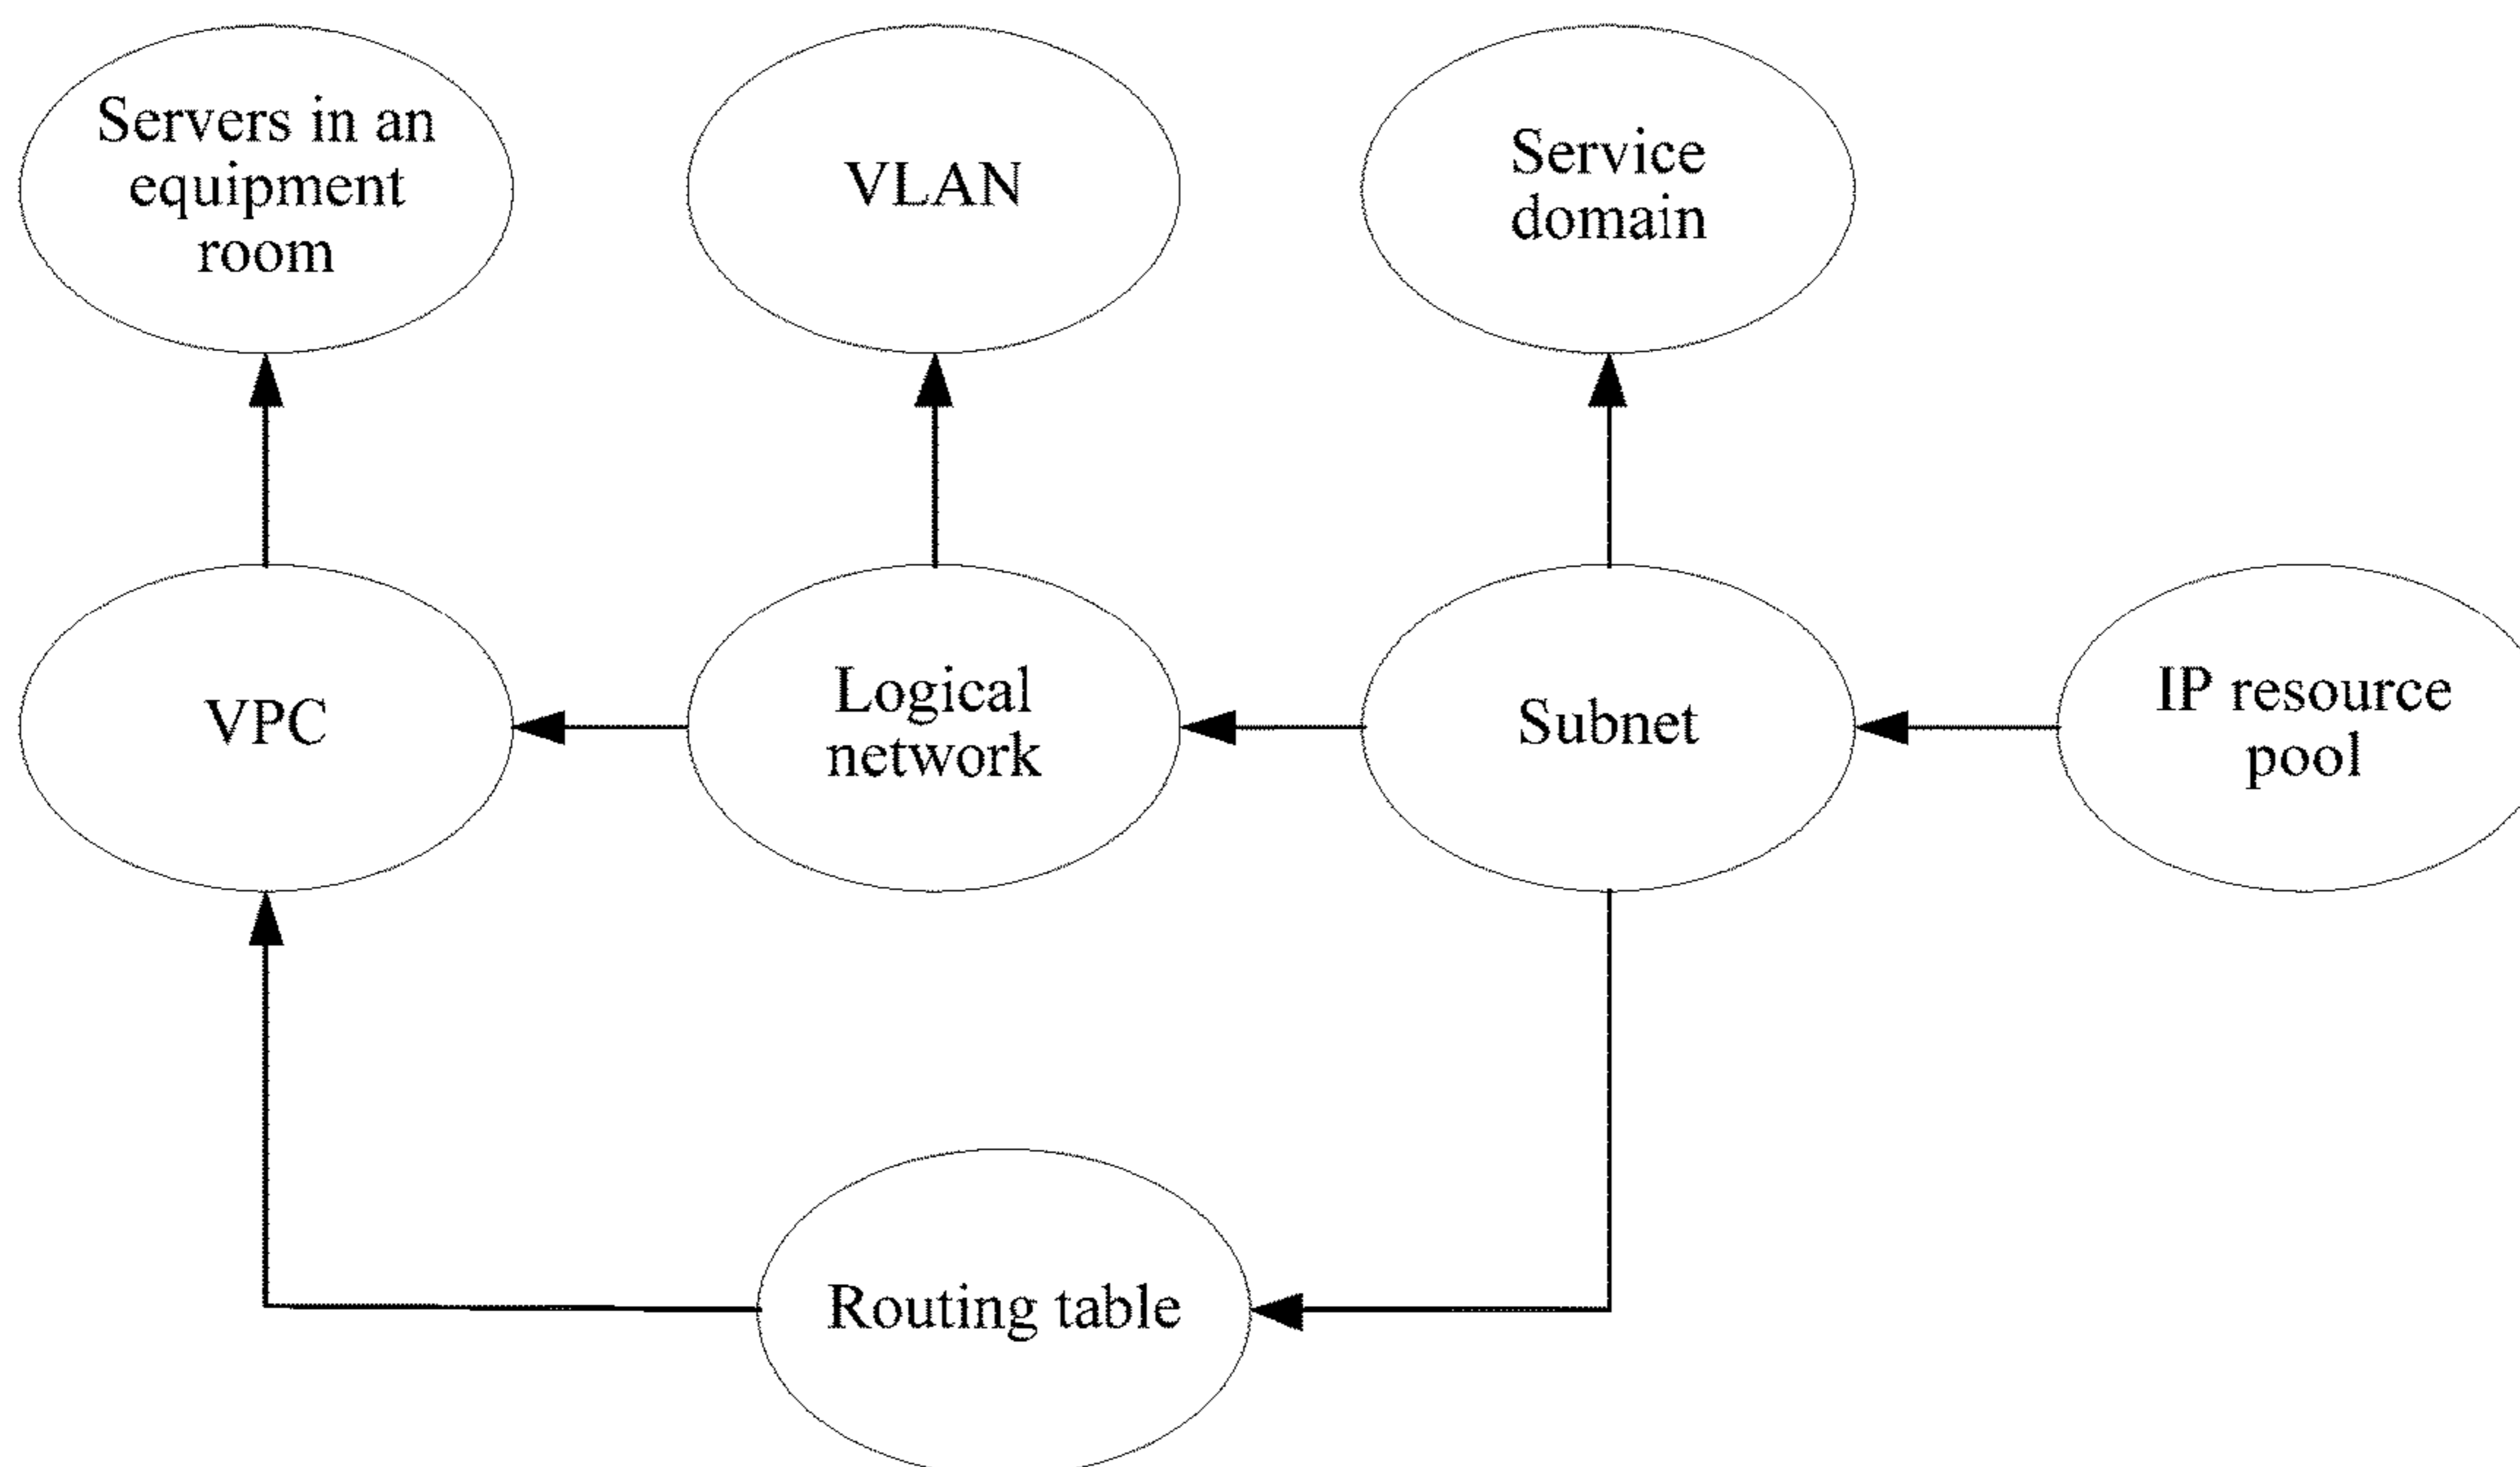 Servers in an
equipment
room
VLAN
Service
domain
VPC
Logical
network
Subnet
IP resource
pool
Routing table